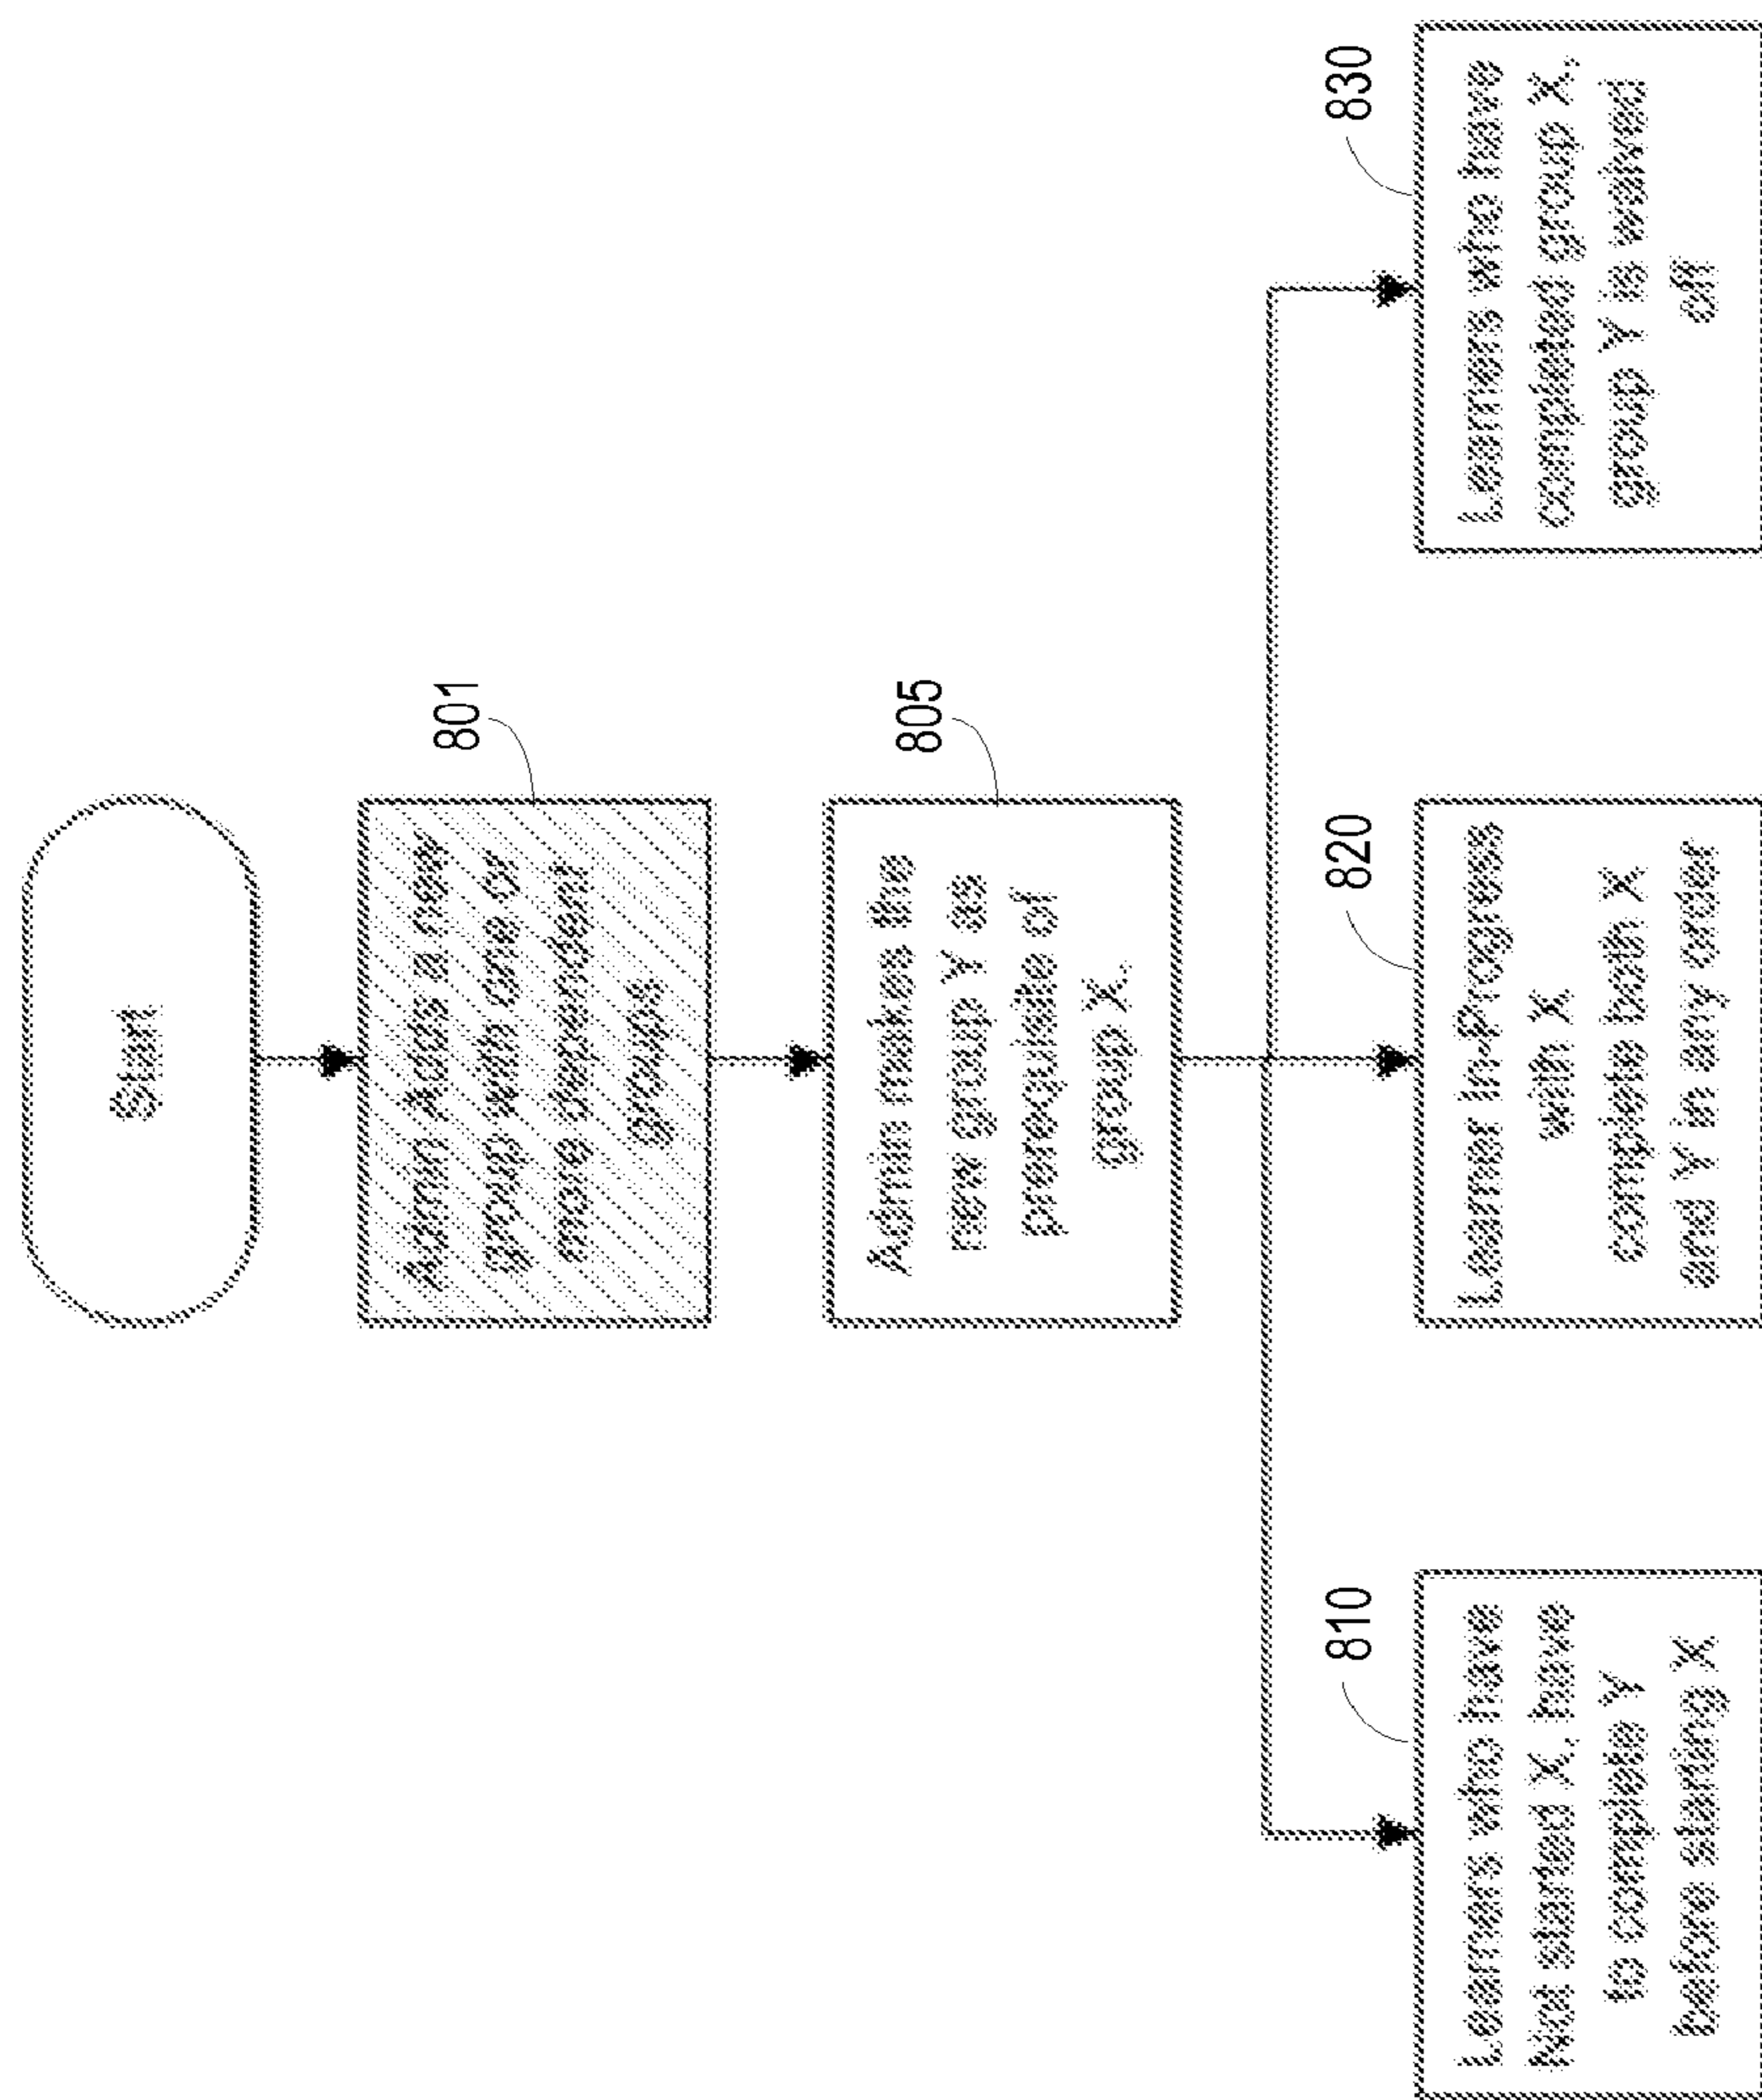 Start
801
Admin Adds a new
group with one or
more dependent
groups
805
Admin makes the
new group Y as
prerequisite of
group X.
810
Learners who have
Not started X, have
to complete Y
before starting X
820
Learner In-Progress
with X
complete both X
and Y in any order
830
Learners who have
completed group X,
group Y is waived
off